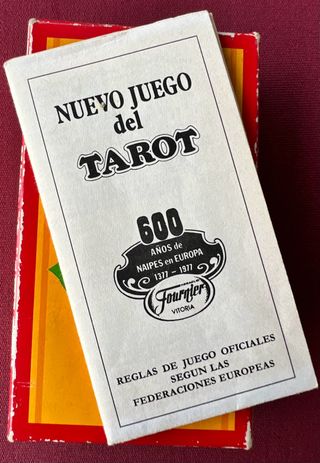 NUEVO JUEGO
del
TAROT
600
AÑOS de
NAIPES en EUROPA
1377 - 1977
Fournier
VITORIA
REGLAS DE JUEGO OFICIALES
SEGUN LAS
FEDERACIONES EUROPEAS